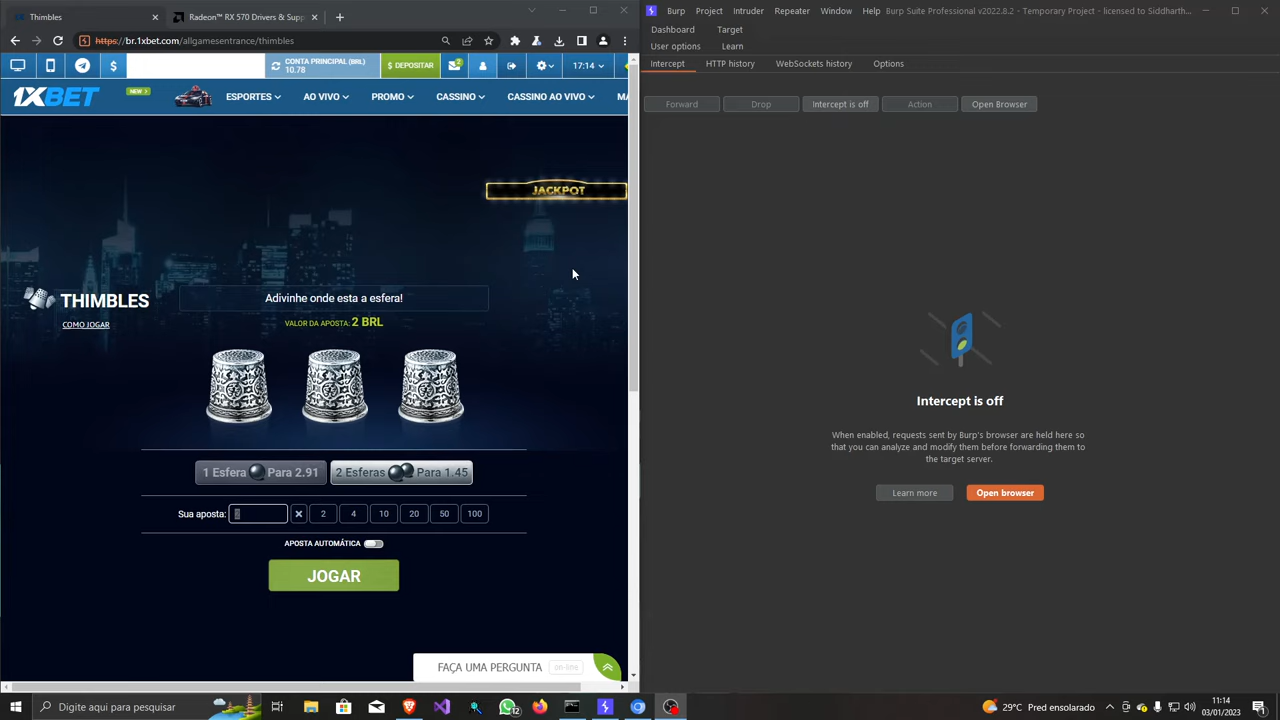 Thimbles
Radeon™ RX 570 Drivers & Supp
https://br.1xbet.com/allgamesentrance/thimbles
$
CONTA PRINCIPAL (BRL)
10.78
$ DEPOSITAR
2
17:14
1XBET
NEW
ESPORTES
AO VIVO
PROMO
CASSINO
CASSINO AO VIVO
MA
JACKPOT
THIMBLES
COMO JOGAR
Adivinhe onde esta a esfera!
VALOR DA APOSTA: 2 BRL
1 Esfera Para 2.91
2 Esferas Para 1.45
Sua aposta:
2
4
10
20
50
100
APOSTA AUTOMÁTICA
JOGAR
FAÇA UMA PERGUNTA
on-line
Burp Project Intruder Repeater Window Help Burp Suite Professional v2022.8.2 - Temporary Project - licensed to Siddharth...
Dashboard Target
User options Learn
Intercept HTTP history WebSockets history Options
Forward Drop Intercept is off Action Open Browser
Intercept is off
When enabled, requests sent by Burp's browser are held here so
that you can analyze and modify them before forwarding them to
the target server.
Learn more
Open browser
Digite aqui para pesquisar
12
29°C Pred ensolarado
11:14
03/01/2023